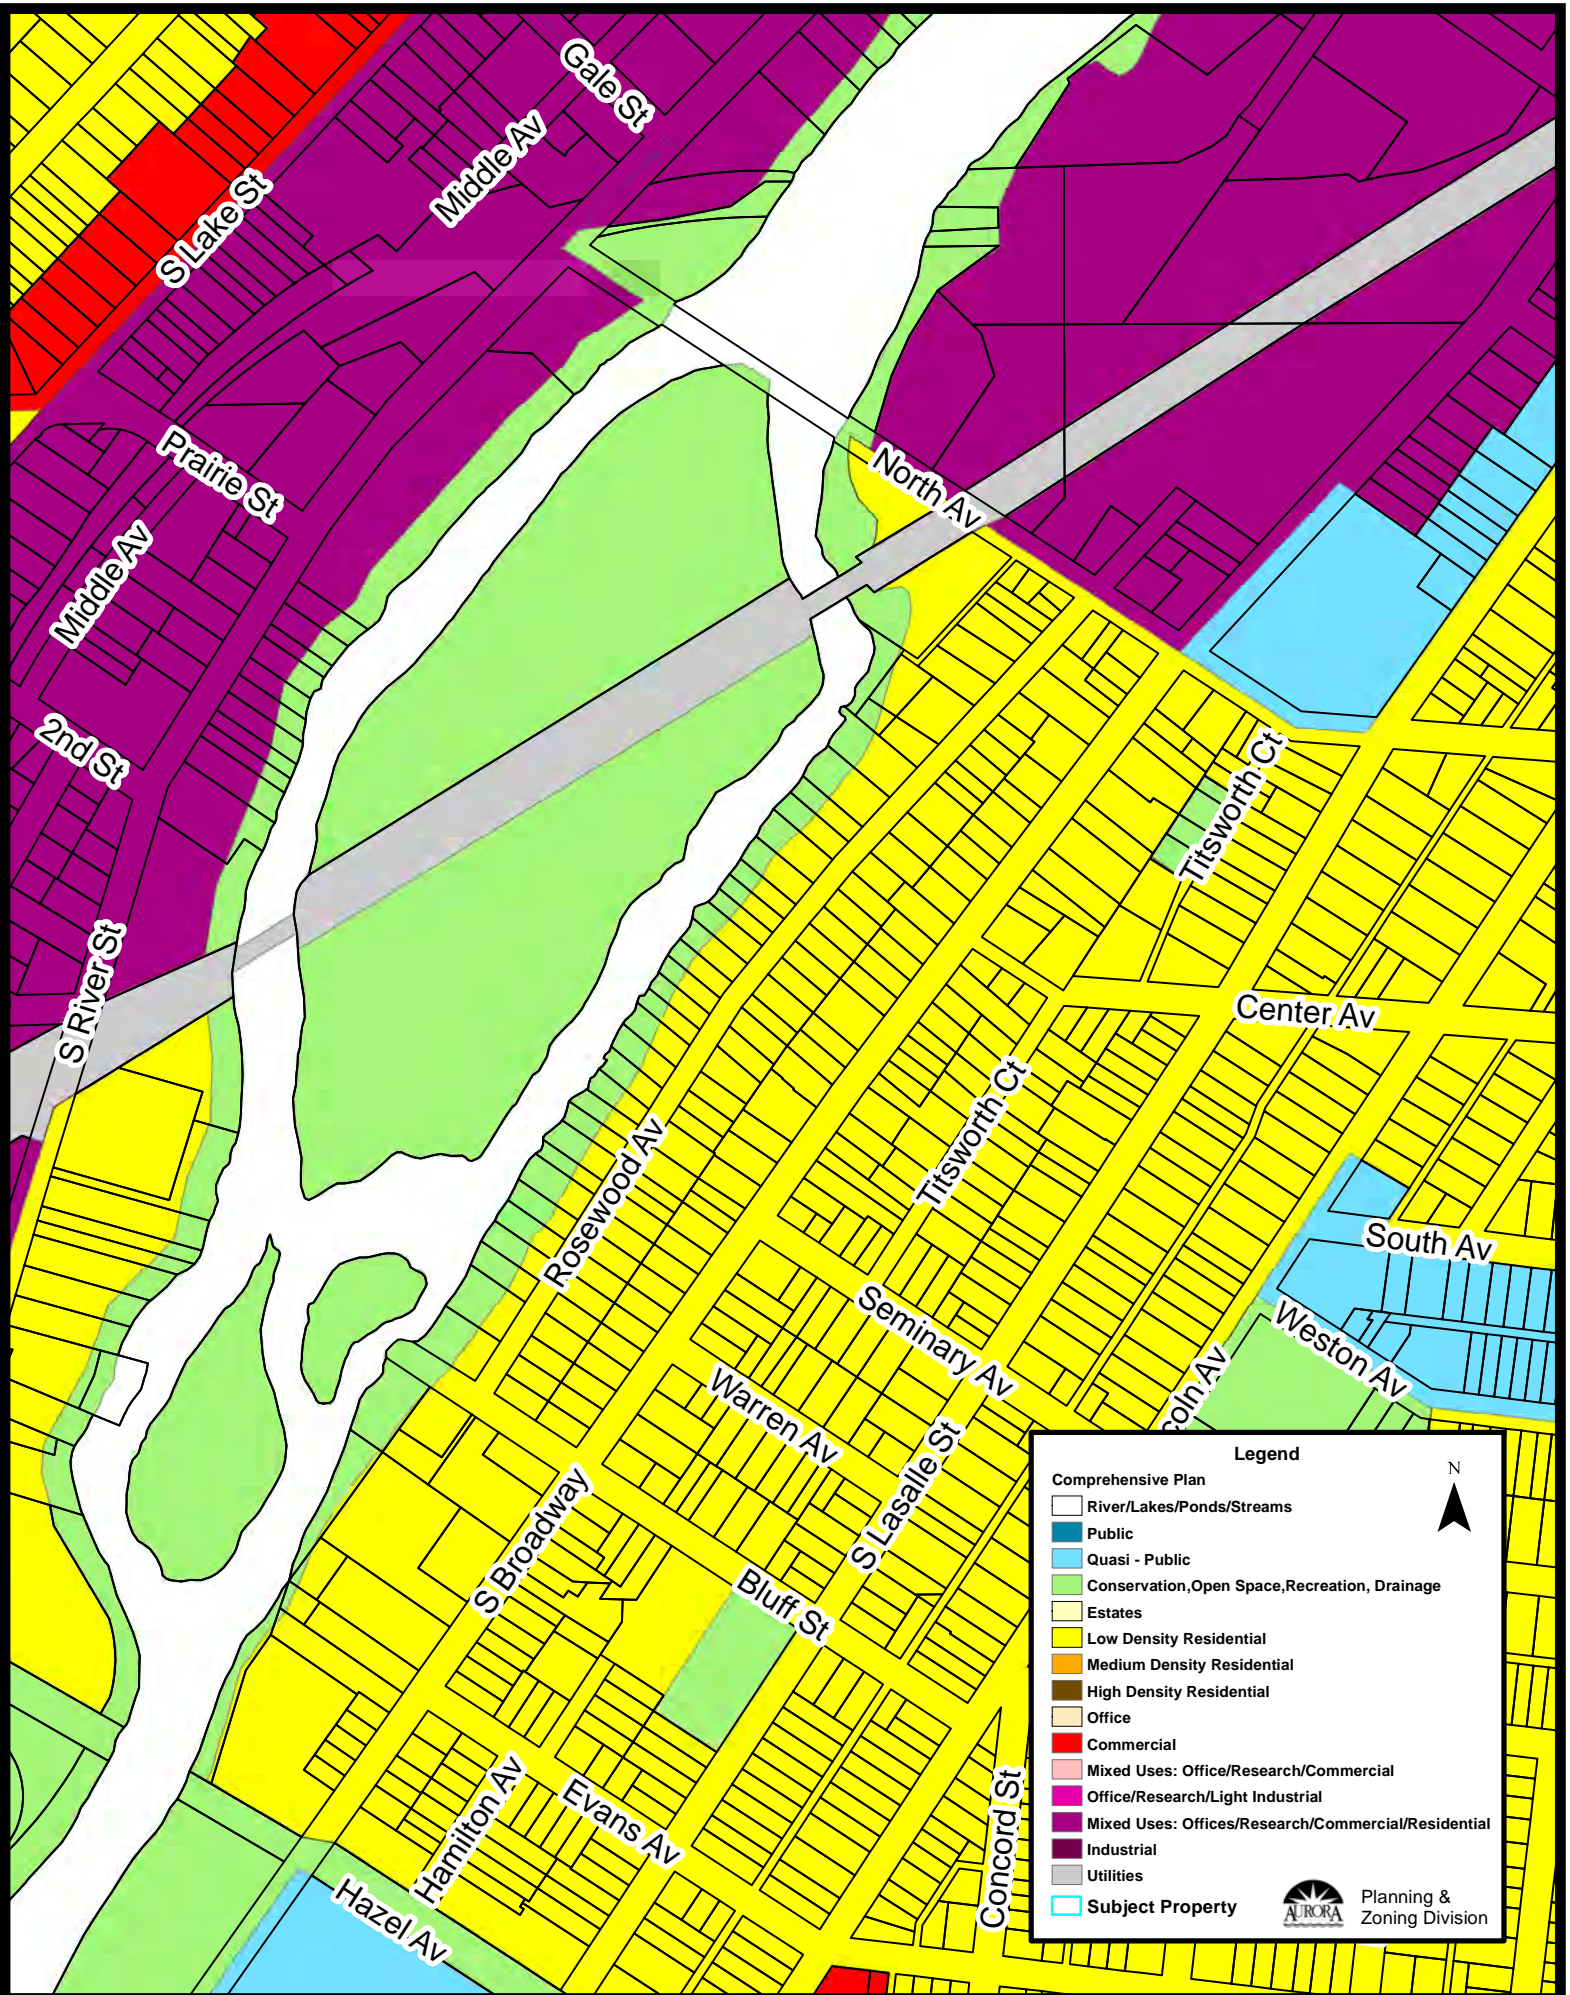 Gale St
Middle Av
S Lake St
Prairie St
North Av
Middle Av
2nd St
Titsworth Ct
S River St
Center Av
Titsworth Ct
Rosewood Av
South Av
Seminary Av
Weston Av
Warren Av
coln Av
S Lasalle St
S Broadway
Bluff St
Hamilton Av
Evans Av
Concord St
Hazel Av
Legend
Comprehensive Plan
N
River/Lakes/Ponds/Streams
Public
Quasi - Public
Conservation,Open Space,Recreation, Drainage
Estates
Low Density Residential
Medium Density Residential
High Density Residential
Office
Commercial
Mixed Uses: Office/Research/Commercial
Office/Research/Light Industrial
Mixed Uses: Offices/Research/Commercial/Residential
Industrial
Utilities
Subject Property
AURORA
Planning &
Zoning Division